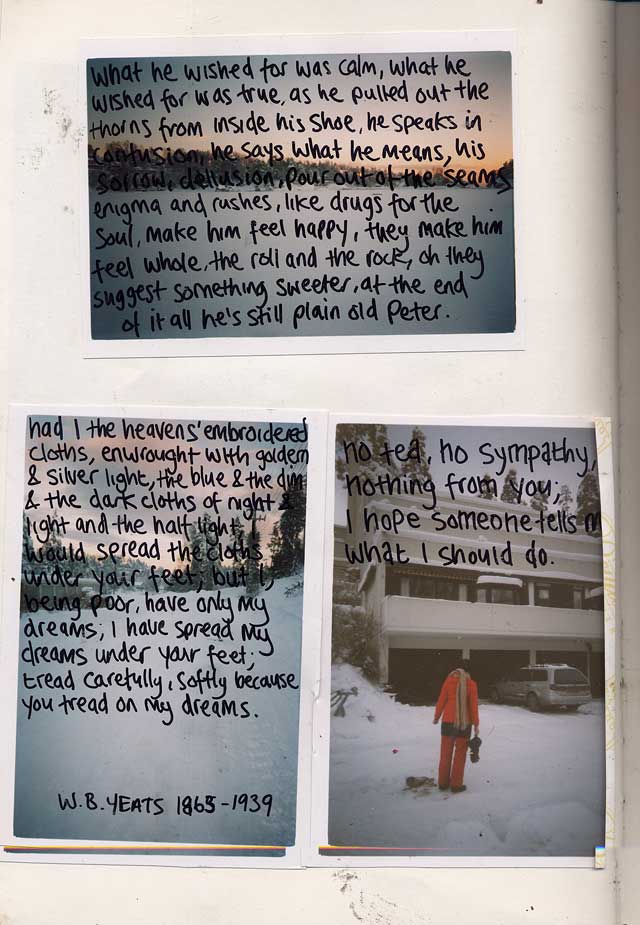 What he wished for was calm, what he
wished for was true, as he pulled out the
thorns from inside his shoe, he speaks in
confusion, he says what he means, his
sorrow, dellusion, pour out of the seams
enigma and rushes, like drugs for the
soul, make him feel happy, they make him
feel whole, the roll and the rock, oh they
suggest something sweeter, at the end
of it all he's still plain old Peter.
had I the heavens' embroidered
cloths, enwrought with goldern
& silver light, the blue & the dim
& the dark cloths of night &
light and the half light
would spread the cloths
under your feet; but I,
being poor, have only my
dreams; I have spread my
dreams under your feet;
tread carefully, softly because
you tread on my dreams.
W.B. YEATS 1865-1939
no tea, no sympathy,
nothing from you;
I hope someone tells m
what I should do.